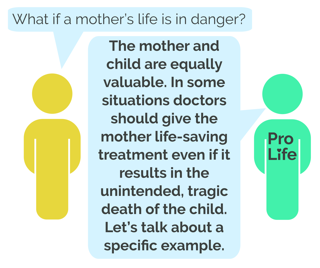 What if a mother's life is in danger?
The mother and
child are equally
valuable. In some
situations doctors
should give the
mother life-saving
treatment even if it
results in the
unintended, tragic
death of the child.
Let's talk about a
specific example.
Pro
Life